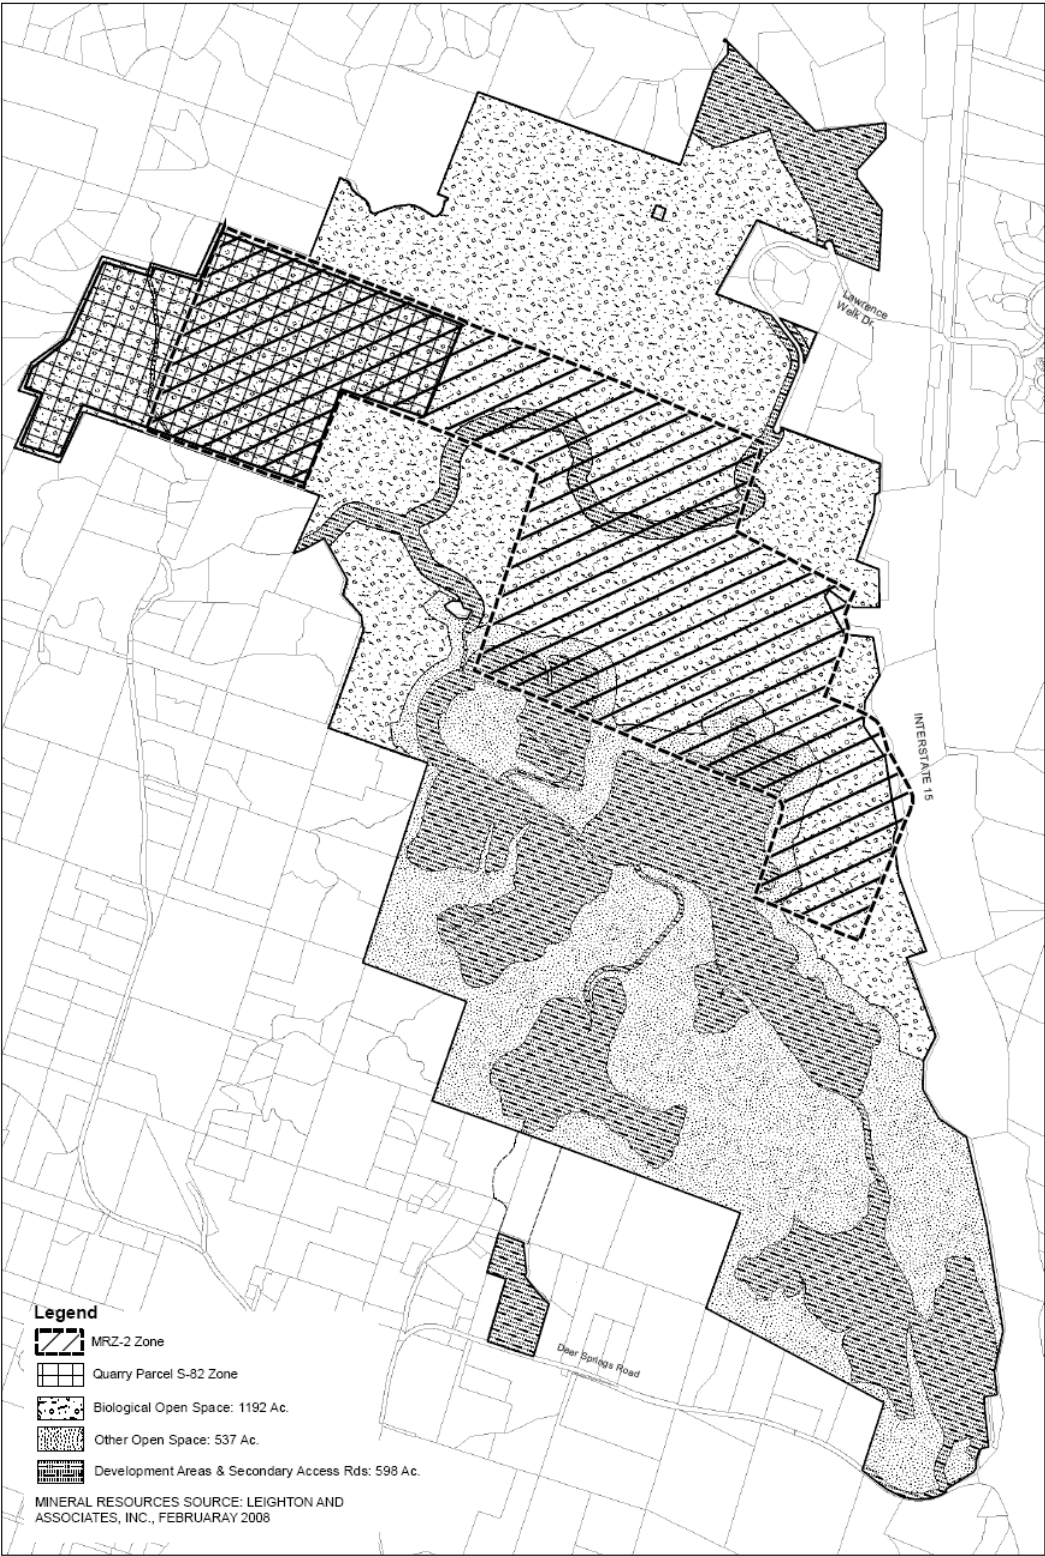 Lawrence
Welk Dr.
INTERSTATE 15
Deer Springs Road
Legend
MRZ-2 Zone
Quarry Parcel S-82 Zone
Biological Open Space: 1192 Ac.
Other Open Space: 537 Ac.
Development Areas & Secondary Access Rds: 598 Ac.
MINERAL RESOURCES SOURCE: LEIGHTON AND
ASSOCIATES, INC., FEBRUARAY 2008